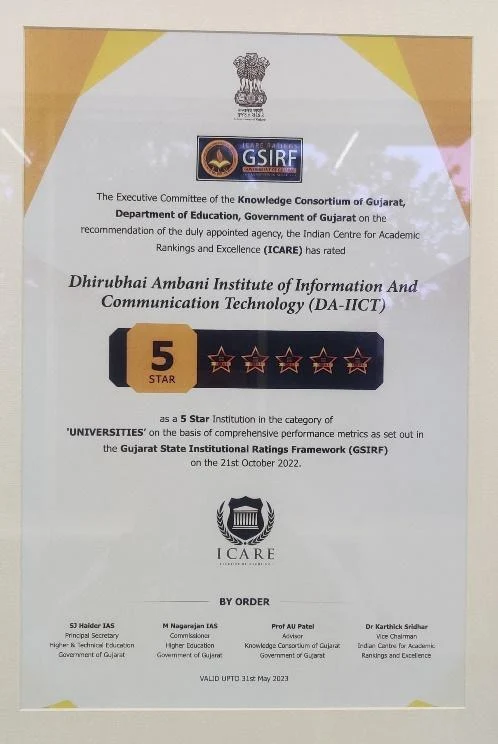 ICARE RATINGS
GSIRF
The Executive Committee of the Knowledge Consortium of Gujarat,
Department of Education, Government of Gujarat on the
recommendation of the duly appointed agency, the Indian Centre for Academic
Rankings and Excellence (ICARE) has rated
Dhirubhai Ambani Institute of Information And
Communication Technology (DA-IICT)
5
STAR
as a 5 Star Institution in the category of
'UNIVERSITIES' on the basis of comprehensive performance metrics as set out in
the Gujarat State Institutional Ratings Framework (GSIRF)
on the 21st October 2022.
ICARE
BY ORDER
SJ Haider IAS
Principal Secretary
Higher & Technical Education
Government of Gujarat
M Nagarajan IAS
Commissioner
Higher Education
Government of Gujarat
Prof AU Patel
Advisor
Knowledge Consortium of Gujarat
Government of Gujarat
Dr Karthick Sridhar
Vice Chairman
Indian Centre for Academic
Rankings and Excellence
VALID UPTO 31st May 2023